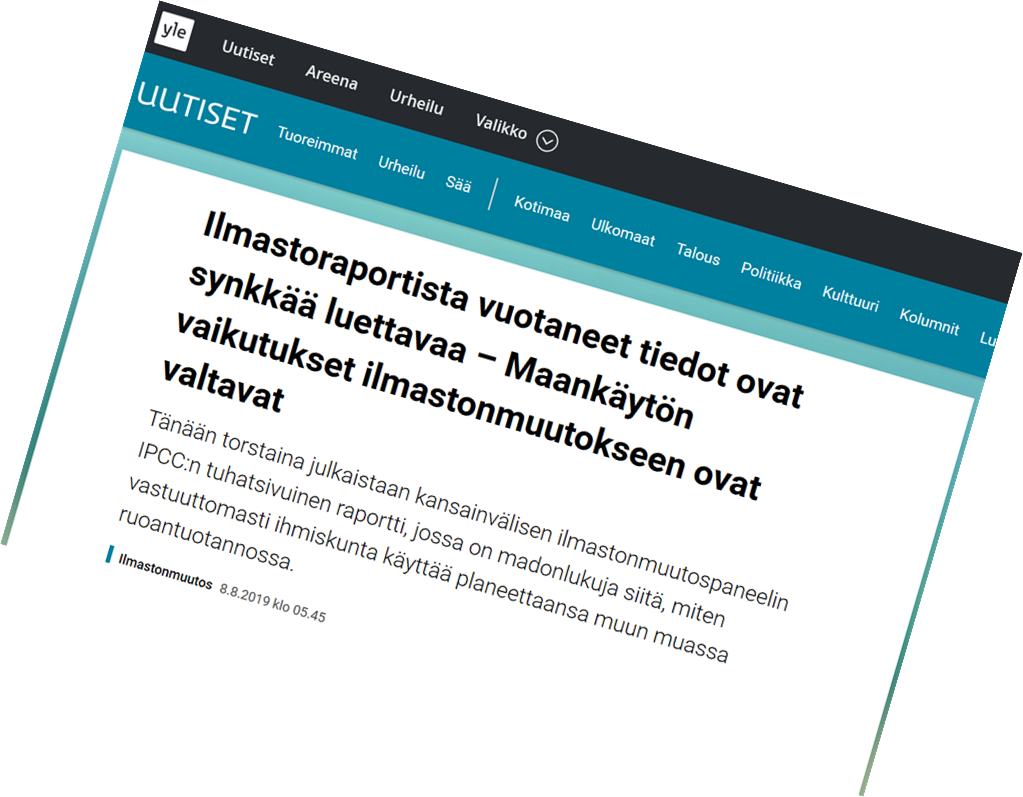 yle Uutiset Areena Urheilu Valikko
UUTISET Tuoreimmat Urheilu Sää Kotimaa Ulkomaat Talous Politiikka Kulttuuri Kolumnit Lu
Ilmastoraportista vuotaneet tiedot ovat
synkkää luettavaa – Maankäytön
vaikutukset ilmastonmuutokseen ovat
valtavat
Tänään torstaina julkaistaan kansainvälisen ilmastonmuutospaneelin
IPCC:n tuhatsivuinen raportti, jossa on madonlukuja siitä, miten
vastuuttomasti ihmiskunta käyttää planeettaansa muun muassa
ruoantuotannossa.
Ilmastonmuutos 8.8.2019 klo 05.45